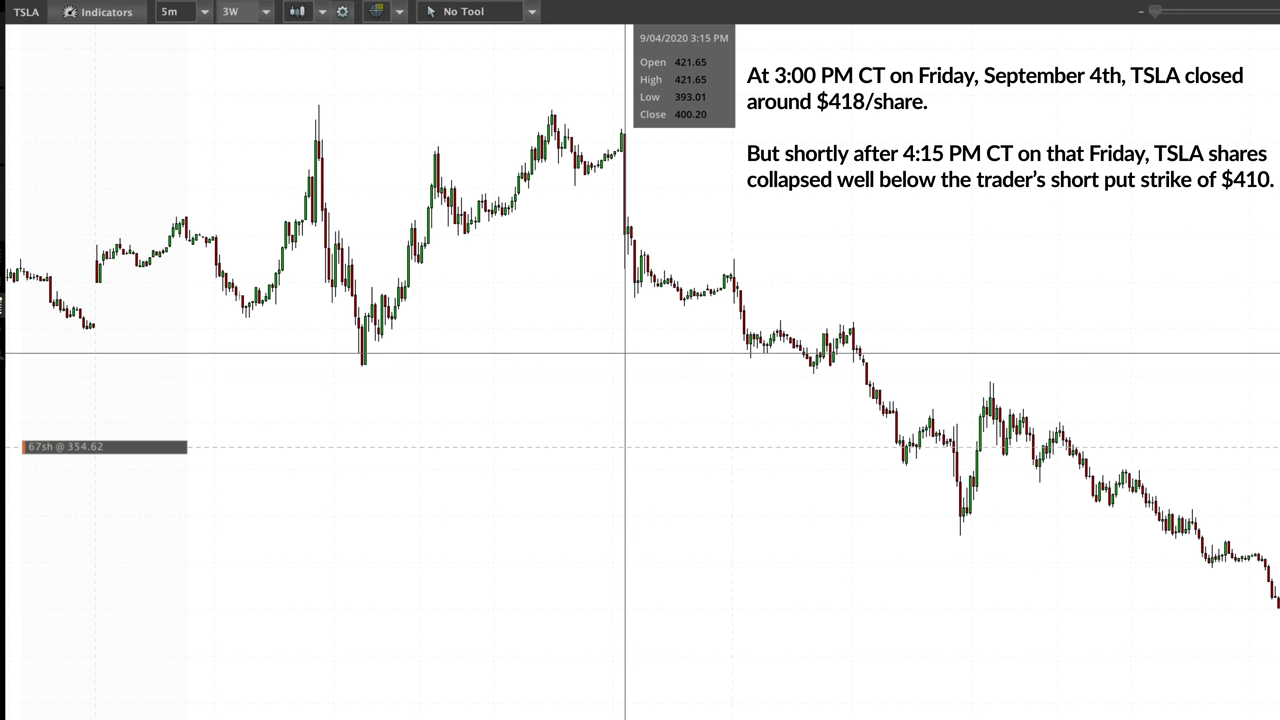 TSLA Indicators 5m 3W No Tool
9/04/2020 3:15 PM
Open 421.65
High 421.65
Low 393.01
Close 400.20
At 3:00 PM CT on Friday, September 4th, TSLA closed
around $418/share.
But shortly after 4:15 PM CT on that Friday, TSLA shares
collapsed well below the trader’s short put strike of $410.
67sh @ 354.62